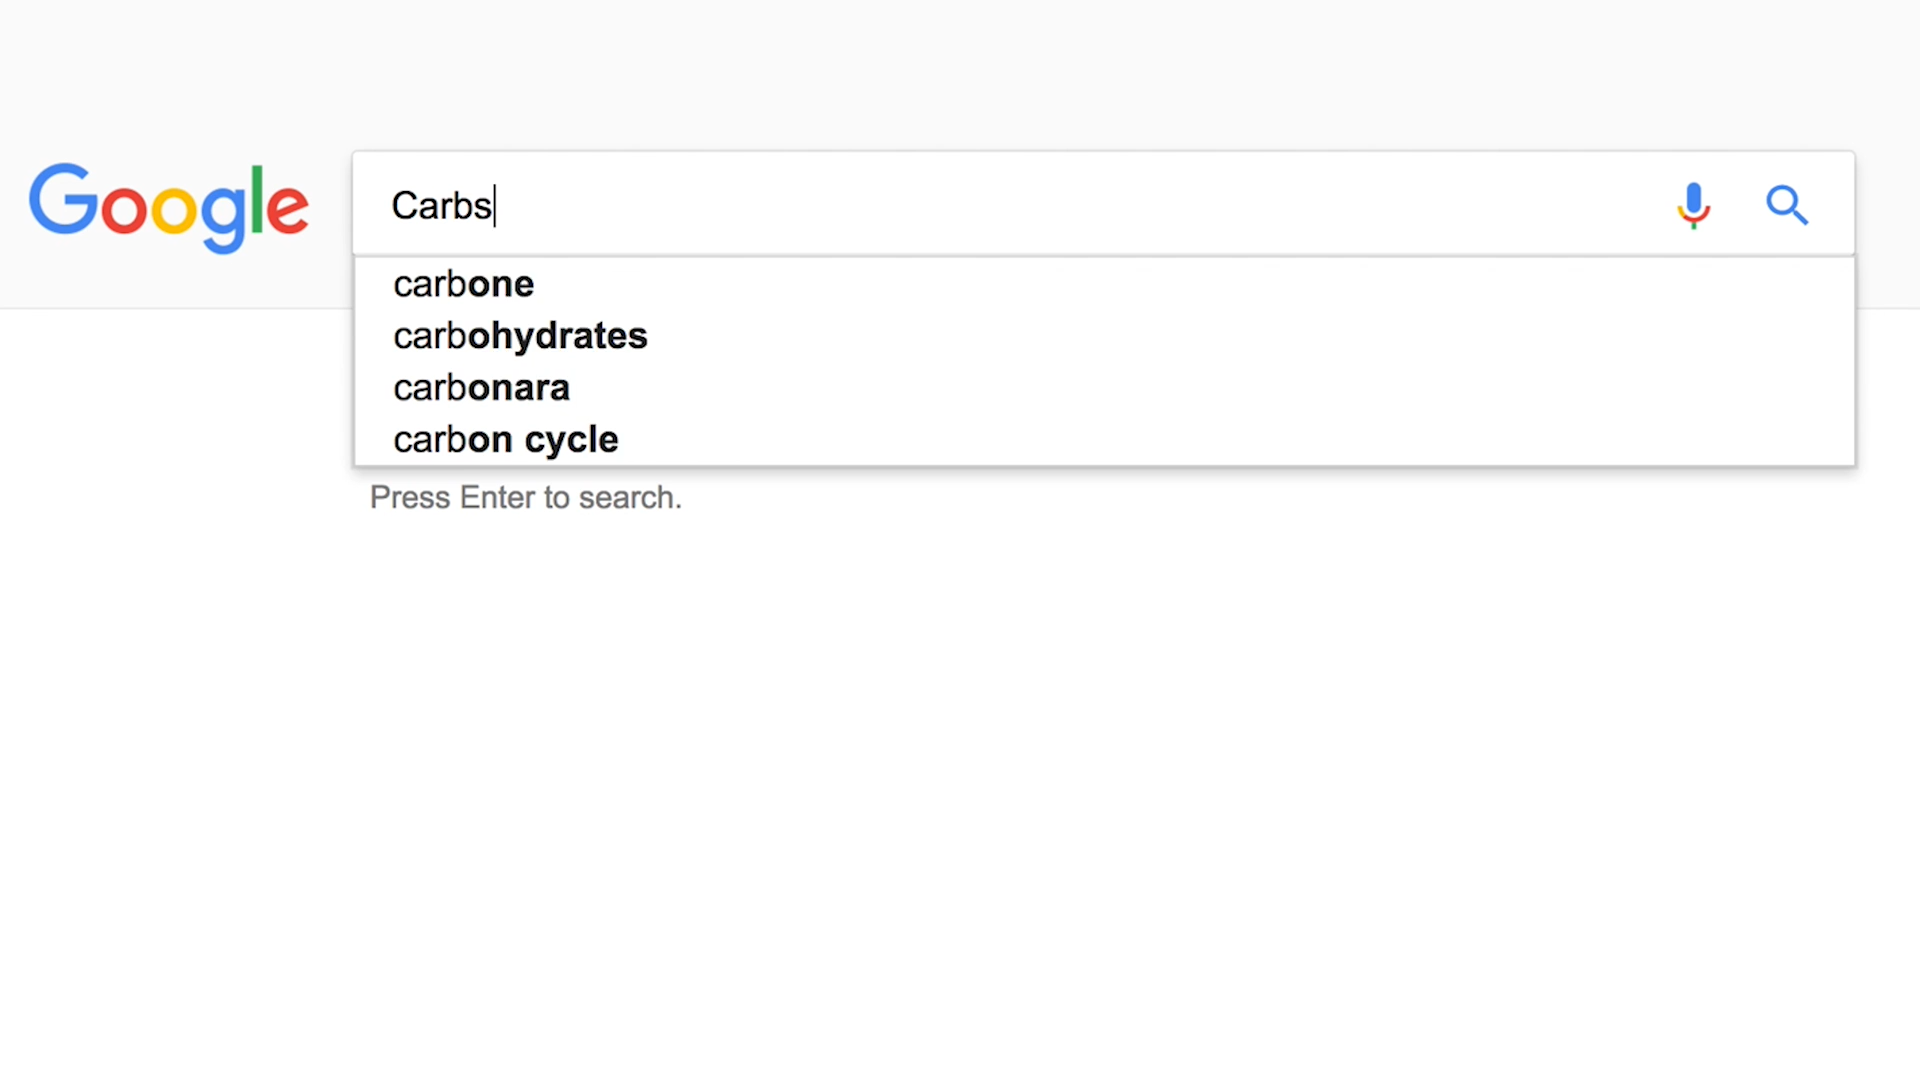 Google
Carbs
carbone
carbohydrates
carbonara
carbon cycle
Press Enter to search.